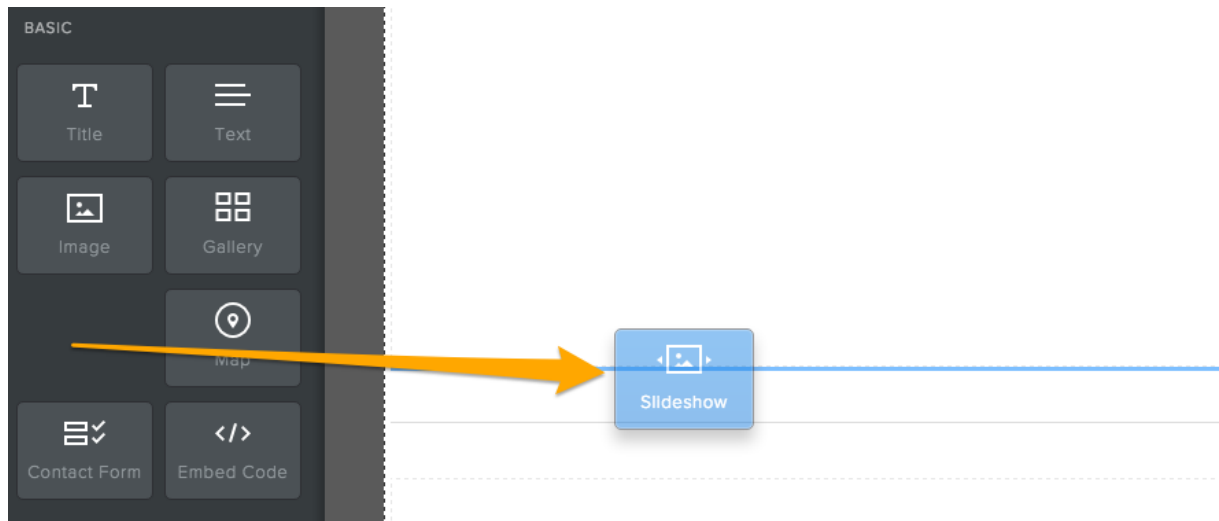 BASIC
Title
Text
Image
Gallery
Map
Slideshow
Contact Form
Embed Code